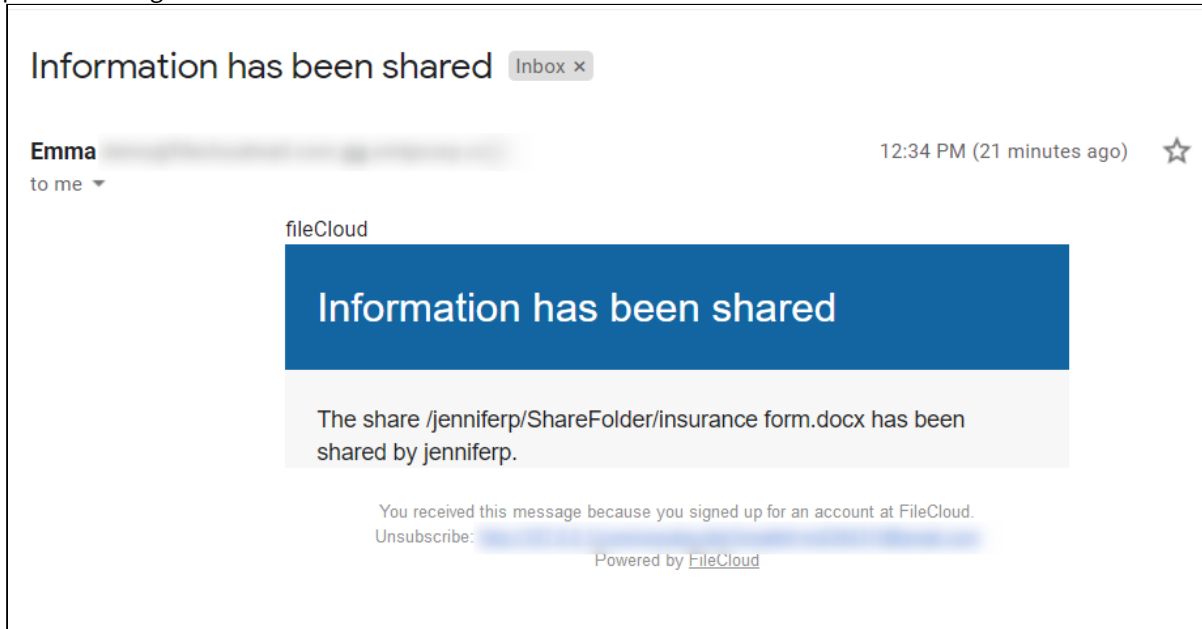 Information has been shared Inbox ×
Emma
12:34 PM (21 minutes ago)
to me
fileCloud
Information has been shared
The share /jenniferp/ShareFolder/insurance form.docx has been
shared by jenniferp.
You received this message because you signed up for an account at FileCloud.
Unsubscribe:
Powered by FileCloud